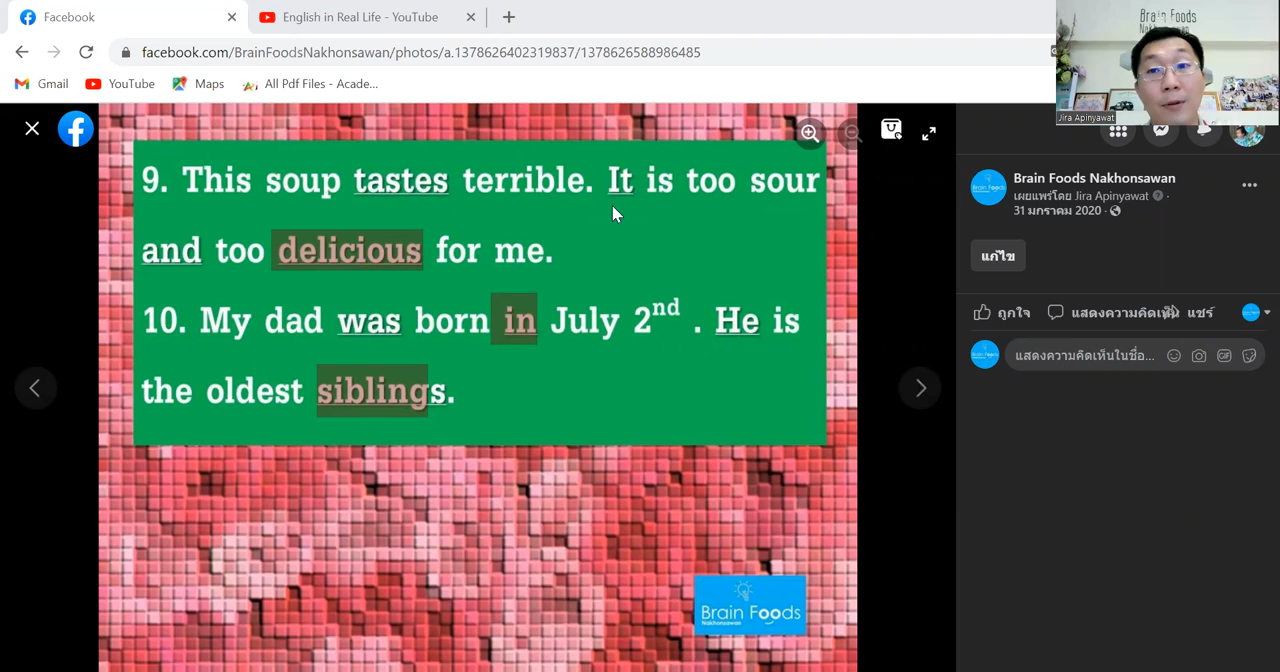 Facebook
English in Real Life - YouTube
facebook.com/BrainFoodsNakhonsawan/photos/a.1378626402319837/1378626588986485
Gmail
YouTube
Maps
All Pdf Files - Acade...
Brain Foods
Jira Apinyawat
9. This soup tastes terrible. It is too sour
and too delicious for me.
10. My dad was born in July 2nd . He is
the oldest siblings.
Brain Foods
Nakhonsawan
Brain Foods Nakhonsawan
เผยแพร่โดย Jira Apinyawat
31 มกราคม 2020
แก้ไข
ถูกใจ
แสดงความคิดเห็น
แชร์
แสดงความคิดเห็นในชื่อ...
GIF